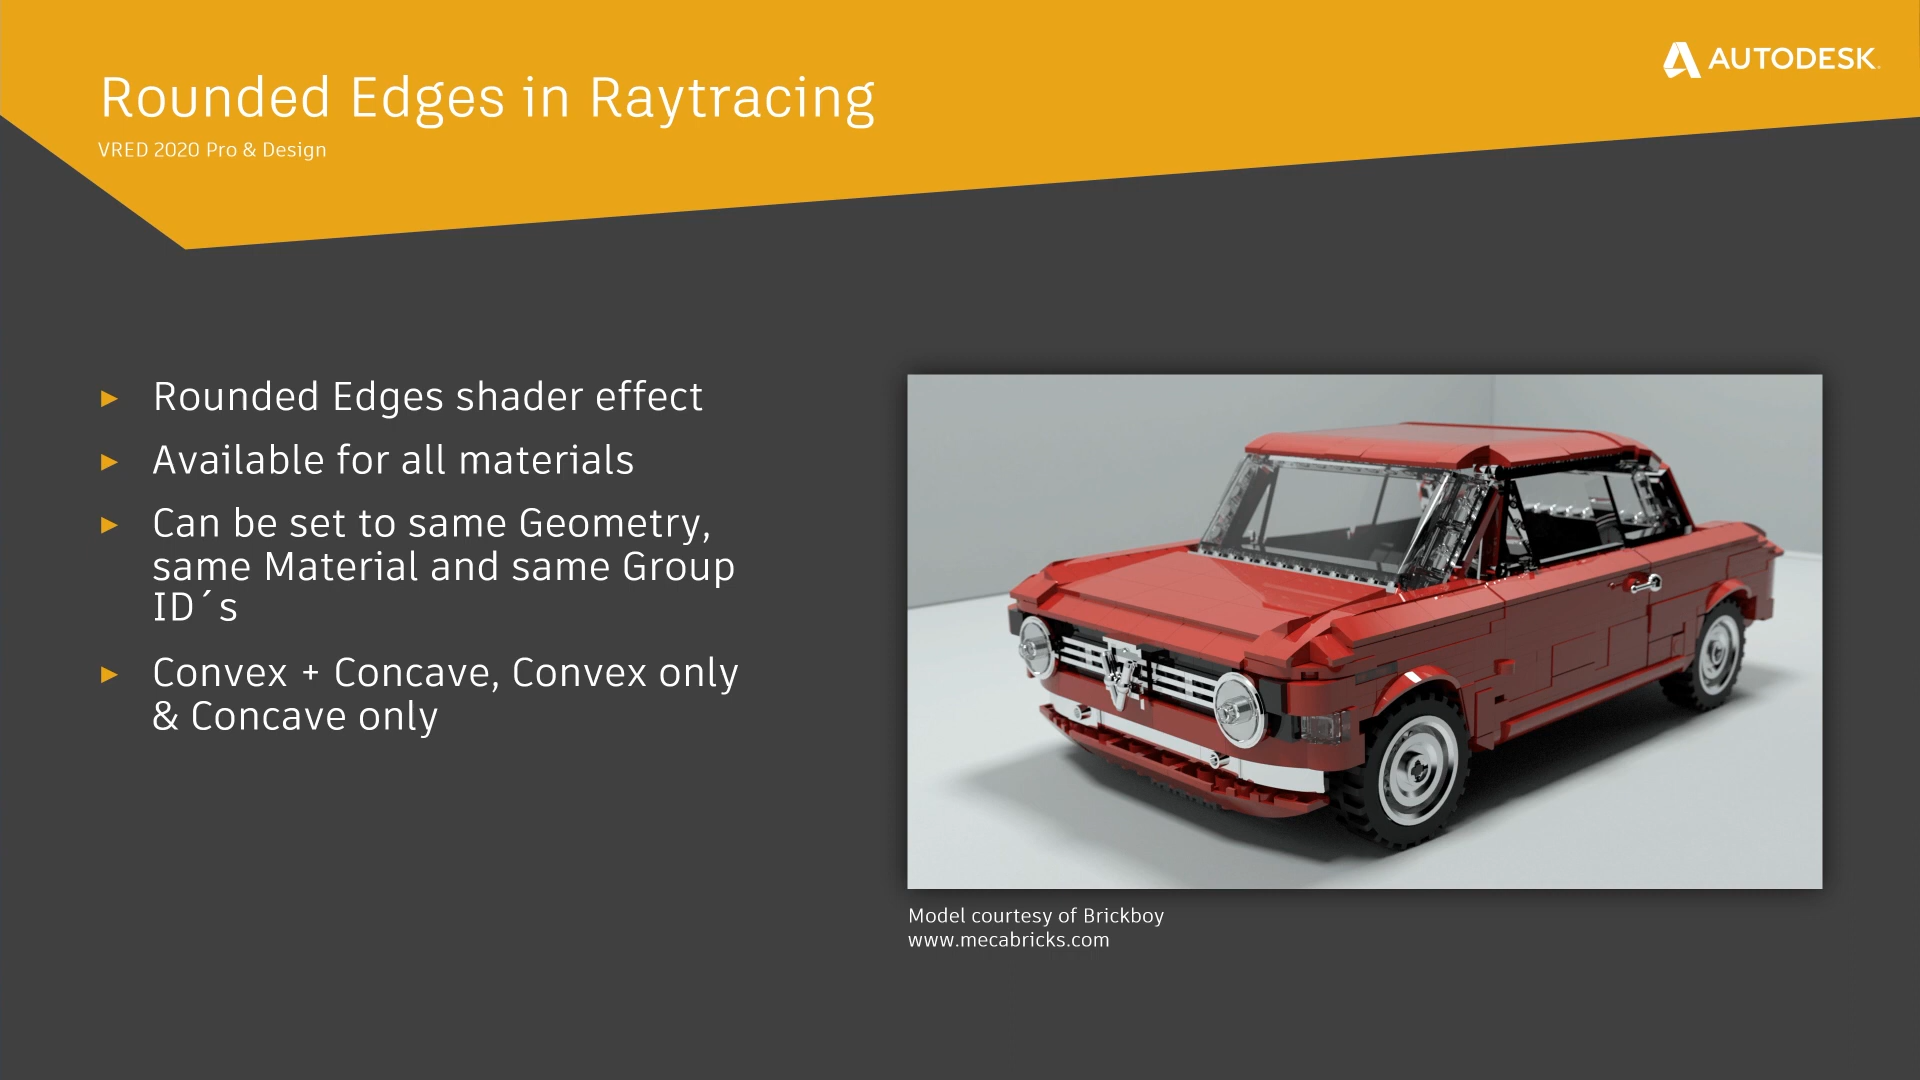 AUTODESK.
Rounded Edges in Raytracing
VRED 2020 Pro & Design
Rounded Edges shader effect
Available for all materials
Can be set to same Geometry,
same Material and same Group
ID´s
Convex + Concave, Convex only
& Concave only
Model courtesy of Brickboy
www.mecabricks.com